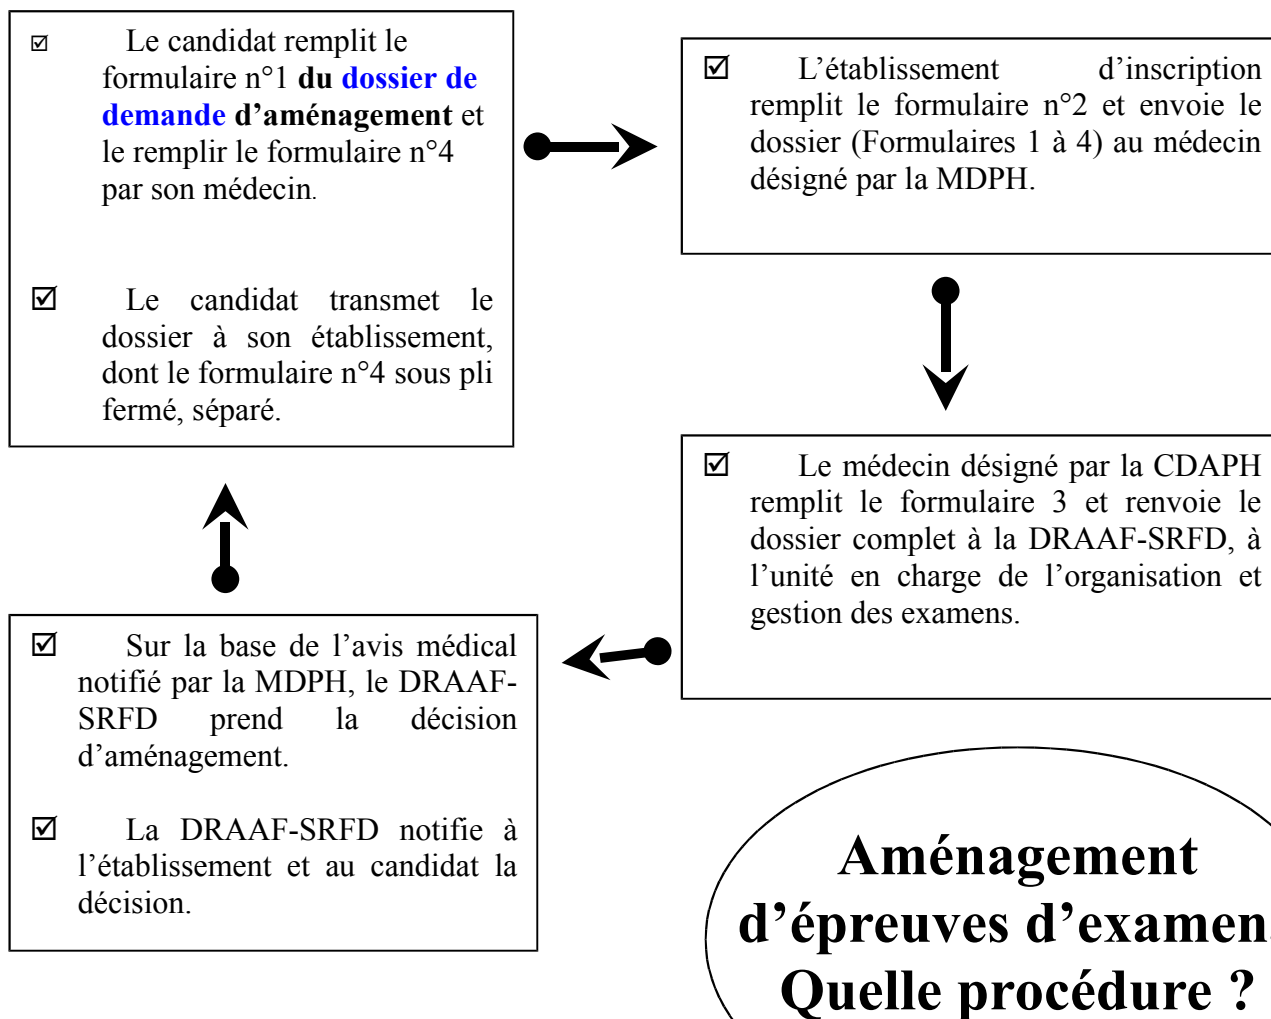 Le candidat remplit le
formulaire n°1 du dossier de
demande d’aménagement et
le remplir le formulaire n°4
par son médecin.
Le candidat transmet le
dossier à son établissement,
dont le formulaire n°4 sous pli
fermé, séparé.
L’établissement d’inscription
remplit le formulaire n°2 et envoie le
dossier (Formulaires 1 à 4) au médecin
désigné par la MDPH.
Le médecin désigné par la CDAPH
remplit le formulaire 3 et renvoie le
dossier complet à la DRAAF-SRFD, à
l’unité en charge de l’organisation et
gestion des examens.
Sur la base de l’avis médical
notifié par la MDPH, le DRAAF-
SRFD prend la décision
d’aménagement.
La DRAAF-SRFD notifie à
l’établissement et au candidat la
décision.
Aménagement
d’épreuves d’examen
Quelle procédure ?